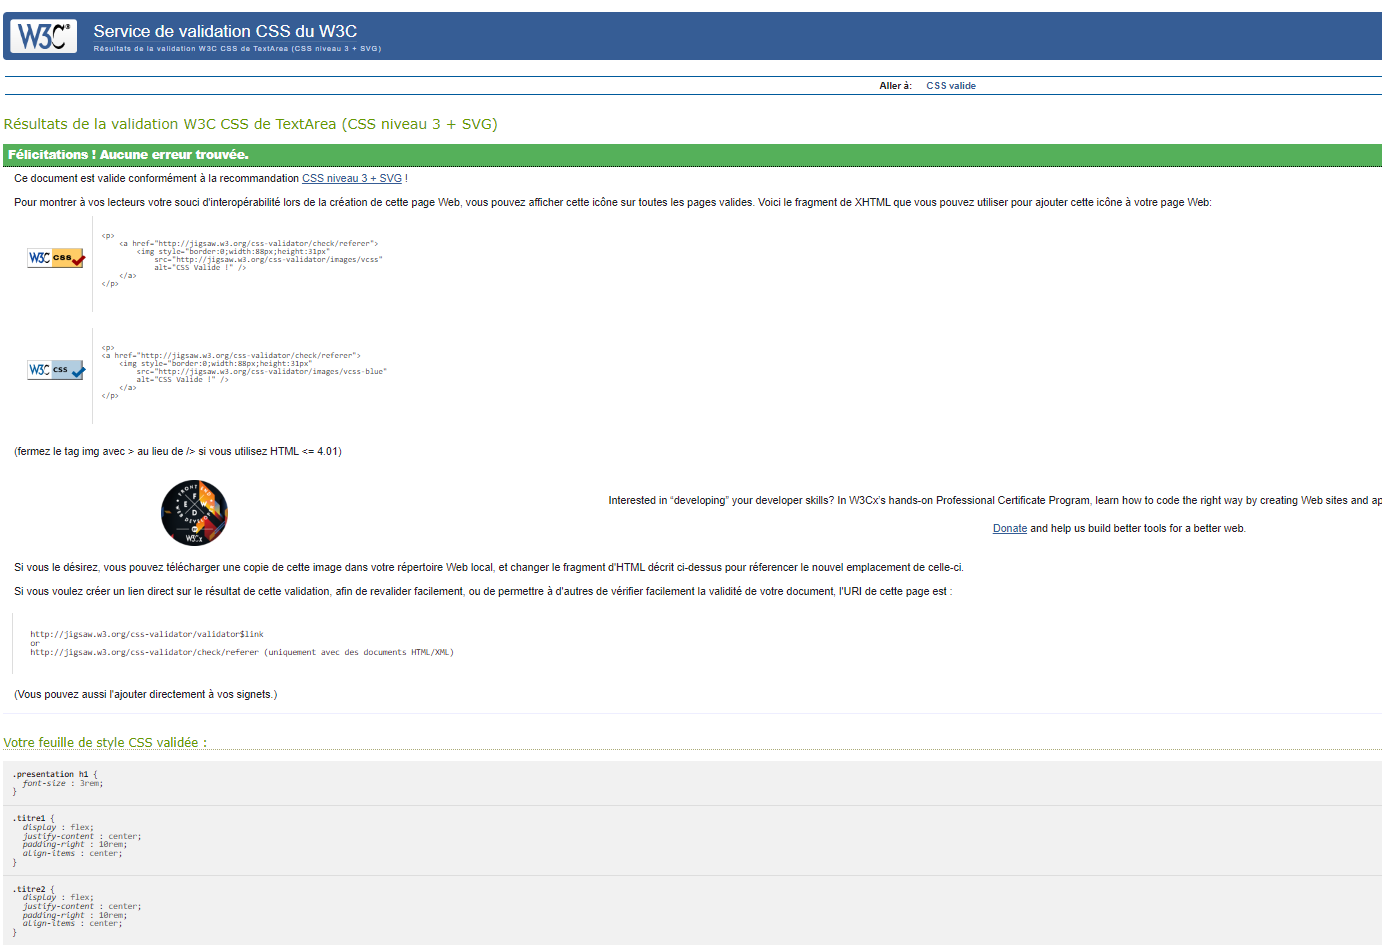 W3C® Service de validation CSS du W3C
Résultats de la validation W3C CSS de TextArea (CSS niveau 3 + SVG)
Aller à: CSS valide
Résultats de la validation W3C CSS de TextArea (CSS niveau 3 + SVG)
Félicitations ! Aucune erreur trouvée.
Ce document est valide conformément à la recommandation CSS niveau 3 + SVG !
Pour montrer à vos lecteurs votre souci d'interopérabilité lors de la création de cette page Web, vous pouvez afficher cette icône sur toutes les pages valides. Voici le fragment de XHTML que vous pouvez utiliser pour ajouter cette icône à votre page Web:
W3C CSS
<p>
<a href="http://jigsaw.w3.org/css-validator/check/referer">
<img style="border:0;width:88px;height:31px"
src="http://jigsaw.w3.org/css-validator/images/vcss"
alt="CSS Valide !" />
</a>
</p>
W3C CSS
<p>
<a href="http://jigsaw.w3.org/css-validator/check/referer">
<img style="border:0;width:88px;height:31px"
src="http://jigsaw.w3.org/css-validator/images/vcss-blue"
alt="CSS Valide !" />
</a>
</p>
(fermez le tag img avec > au lieu de /> si vous utilisez HTML <= 4.01)
FRONT END
F E W D
WEB DEVELOPER
W3Cx
Interested in “developing” your developer skills? In W3Cx's hands-on Professional Certificate Program, learn how to code the right way by creating Web sites and ap
Donate and help us build better tools for a better web.
Si vous le désirez, vous pouvez télécharger une copie de cette image dans votre répertoire Web local, et changer le fragment d'HTML décrit ci-dessus pour réferencer le nouvel emplacement de celle-ci.
Si vous voulez créer un lien direct sur le résultat de cette validation, afin de revalider facilement, ou de permettre à d'autres de vérifier facilement la validité de votre document, l'URI de cette page est :
http://jigsaw.w3.org/css-validator/validator$link
or
http://jigsaw.w3.org/css-validator/check/referer (uniquement avec des documents HTML/XML)
(Vous pouvez aussi l'ajouter directement à vos signets.)
Votre feuille de style CSS validée :
.presentation h1 {
font-size : 3rem;
}
.titre1 {
display : flex;
justify-content : center;
padding-right : 10rem;
align-items : center;
}
.titre2 {
display : flex;
justify-content : center;
padding-right : 10rem;
align-items : center;
}